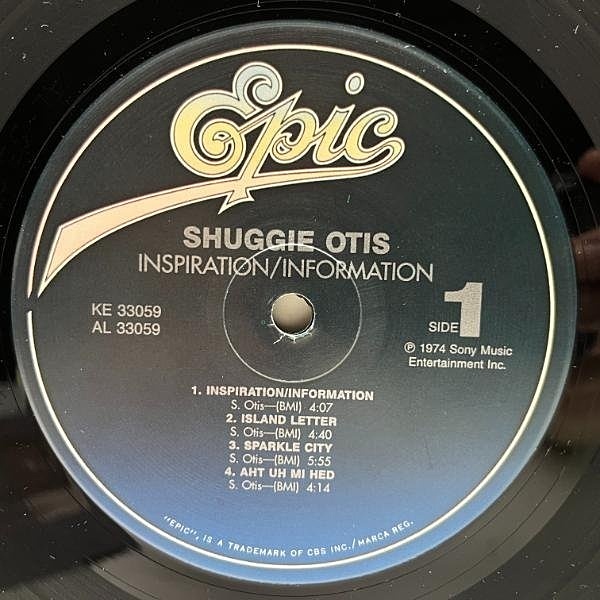 Epic
SHUGGIE OTIS
INSPIRATION/INFORMATION
KE 33059
AL 33059
SIDE 1
℗ 1974 Sony Music
Entertainment Inc.
1. INSPIRATION/INFORMATION
S. Otis—(BMI) 4:07
2. ISLAND LETTER
S. Otis—(BMI) 4:40
3. SPARKLE CITY
S. Otis—(BMI) 5:55
4. AHT UH MI HED
S. Otis—(BMI) 4:14
"EPIC", IS A TRADEMARK OF CBS INC./MARCA REG.